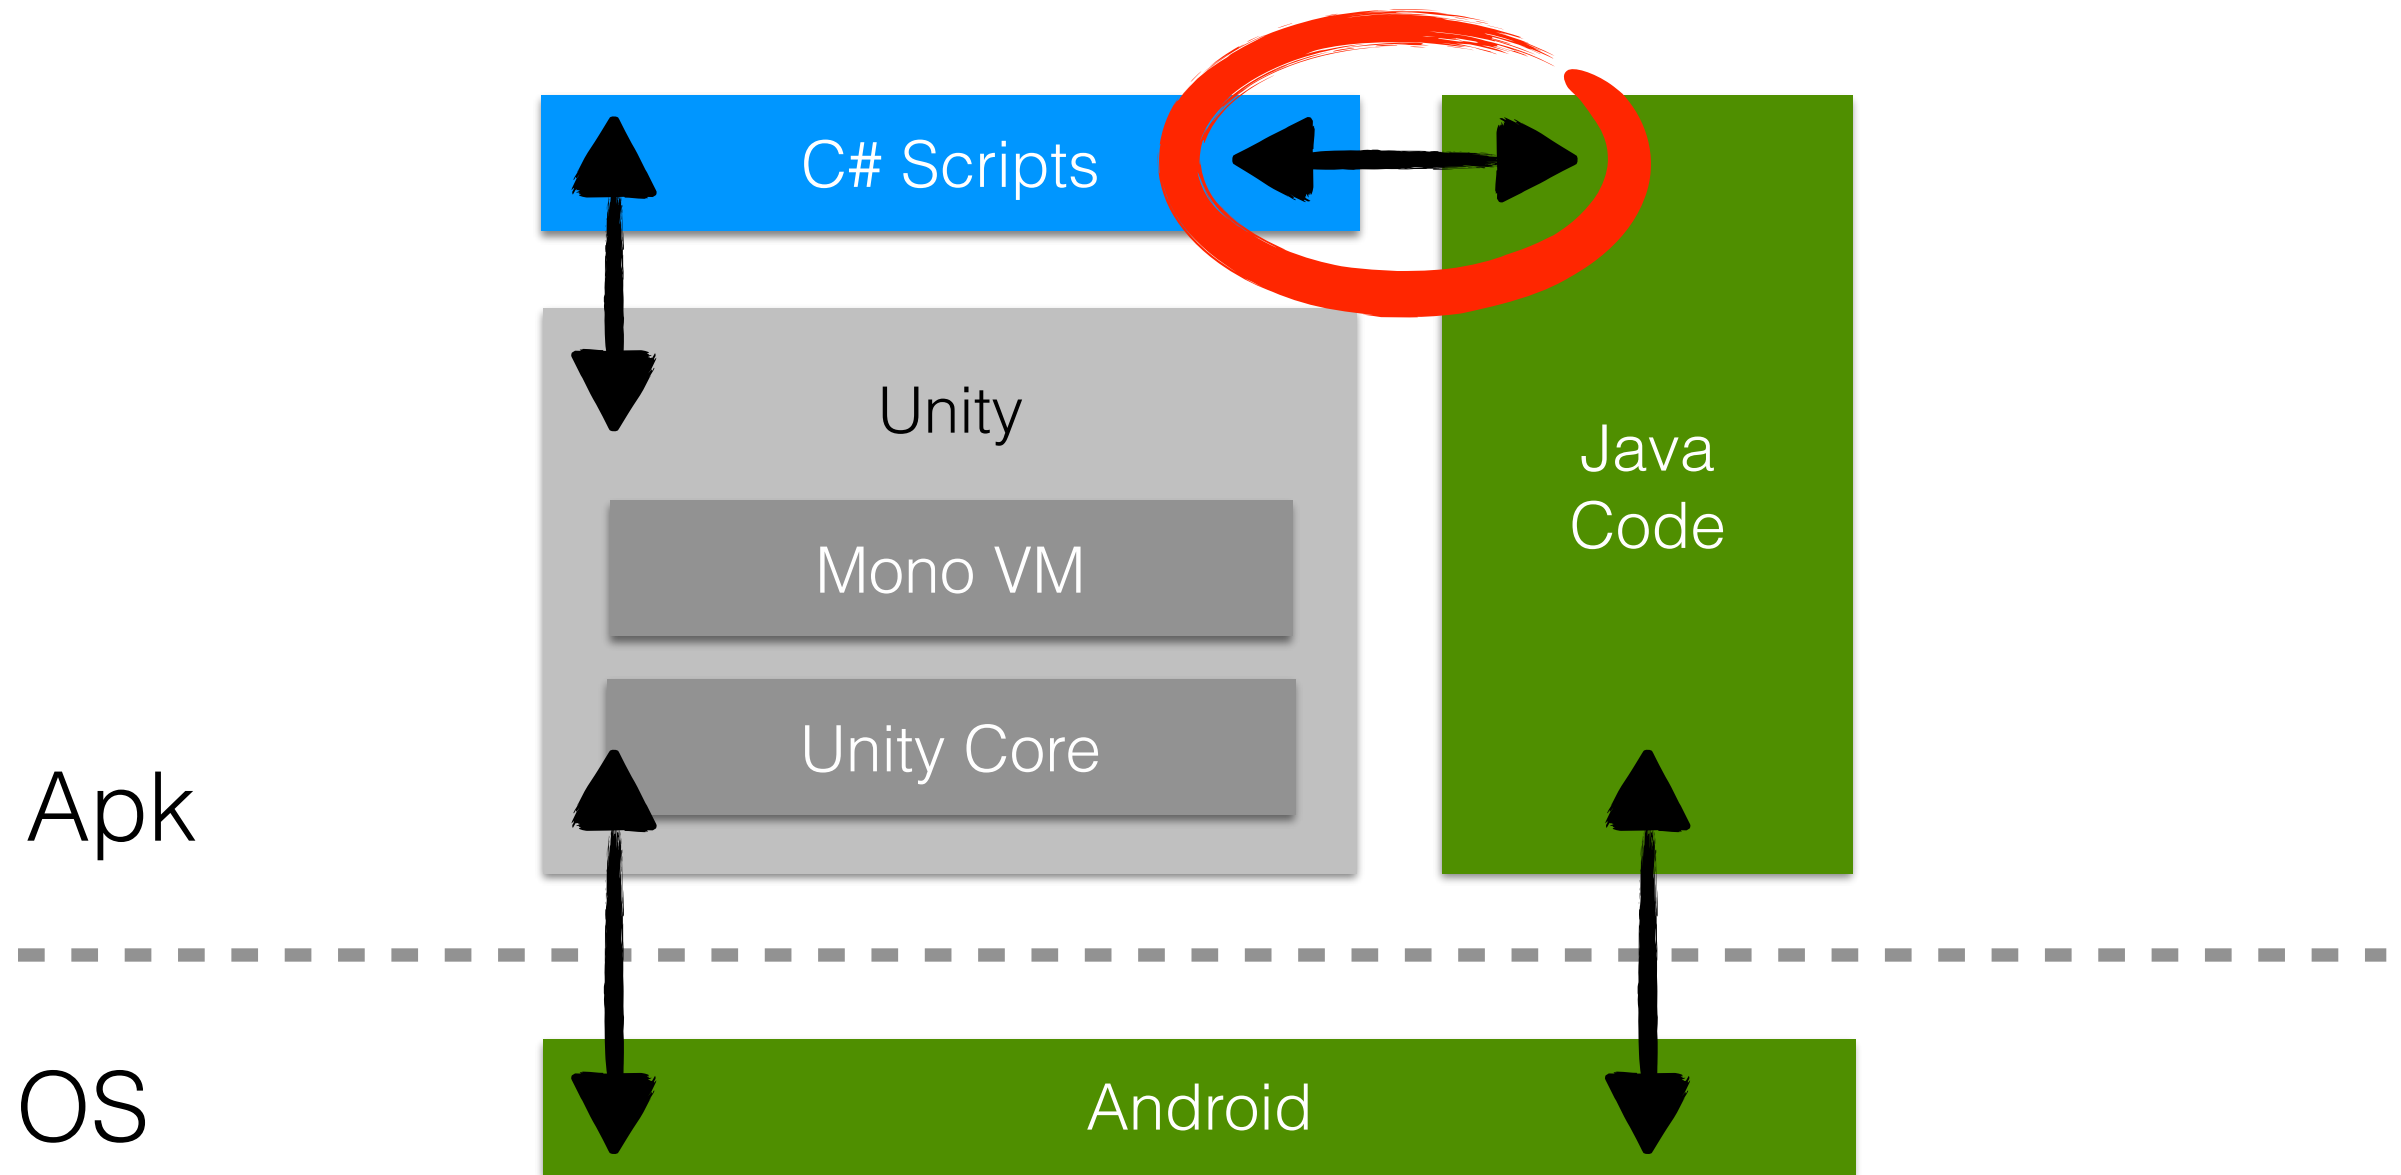 C# Scripts
Unity
Java
Code
Mono VM
Unity Core
Apk
OS
Android